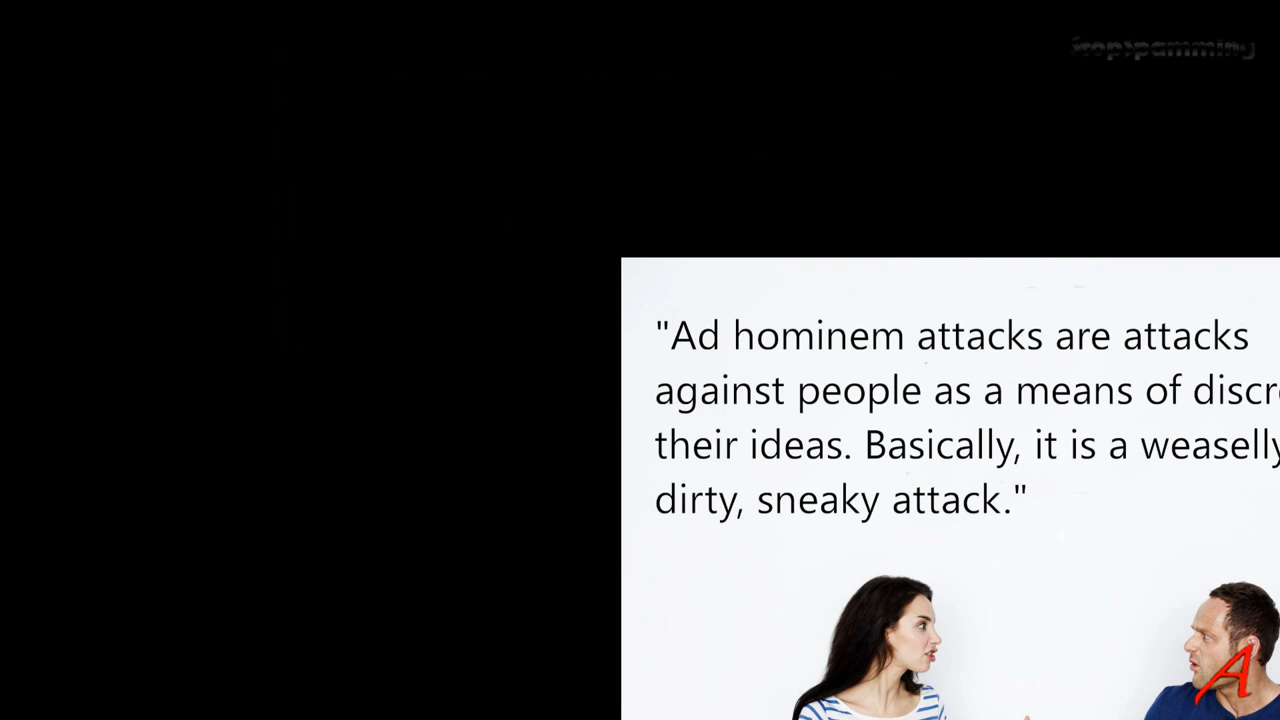 "Ad hominem attacks are attacks
against people as a means of discr
their ideas. Basically, it is a weaselly
dirty, sneaky attack."
A